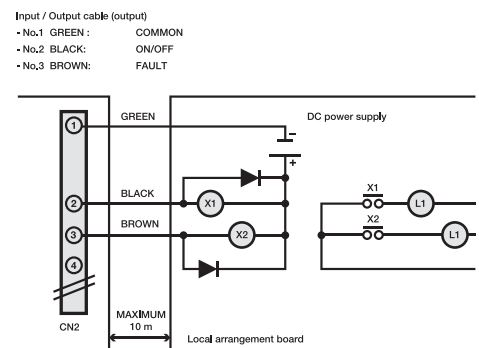 Input / Output cable (output)
- No.1 GREEN : COMMON
- No.2 BLACK: ON/OFF
- No.3 BROWN: FAULT
GREEN
DC power supply
1
-
+
BLACK
X1
X1
L1
2
BROWN
X2
3
X2
L1
4
MAXIMUM
10 m
CN2
Local arrangement board